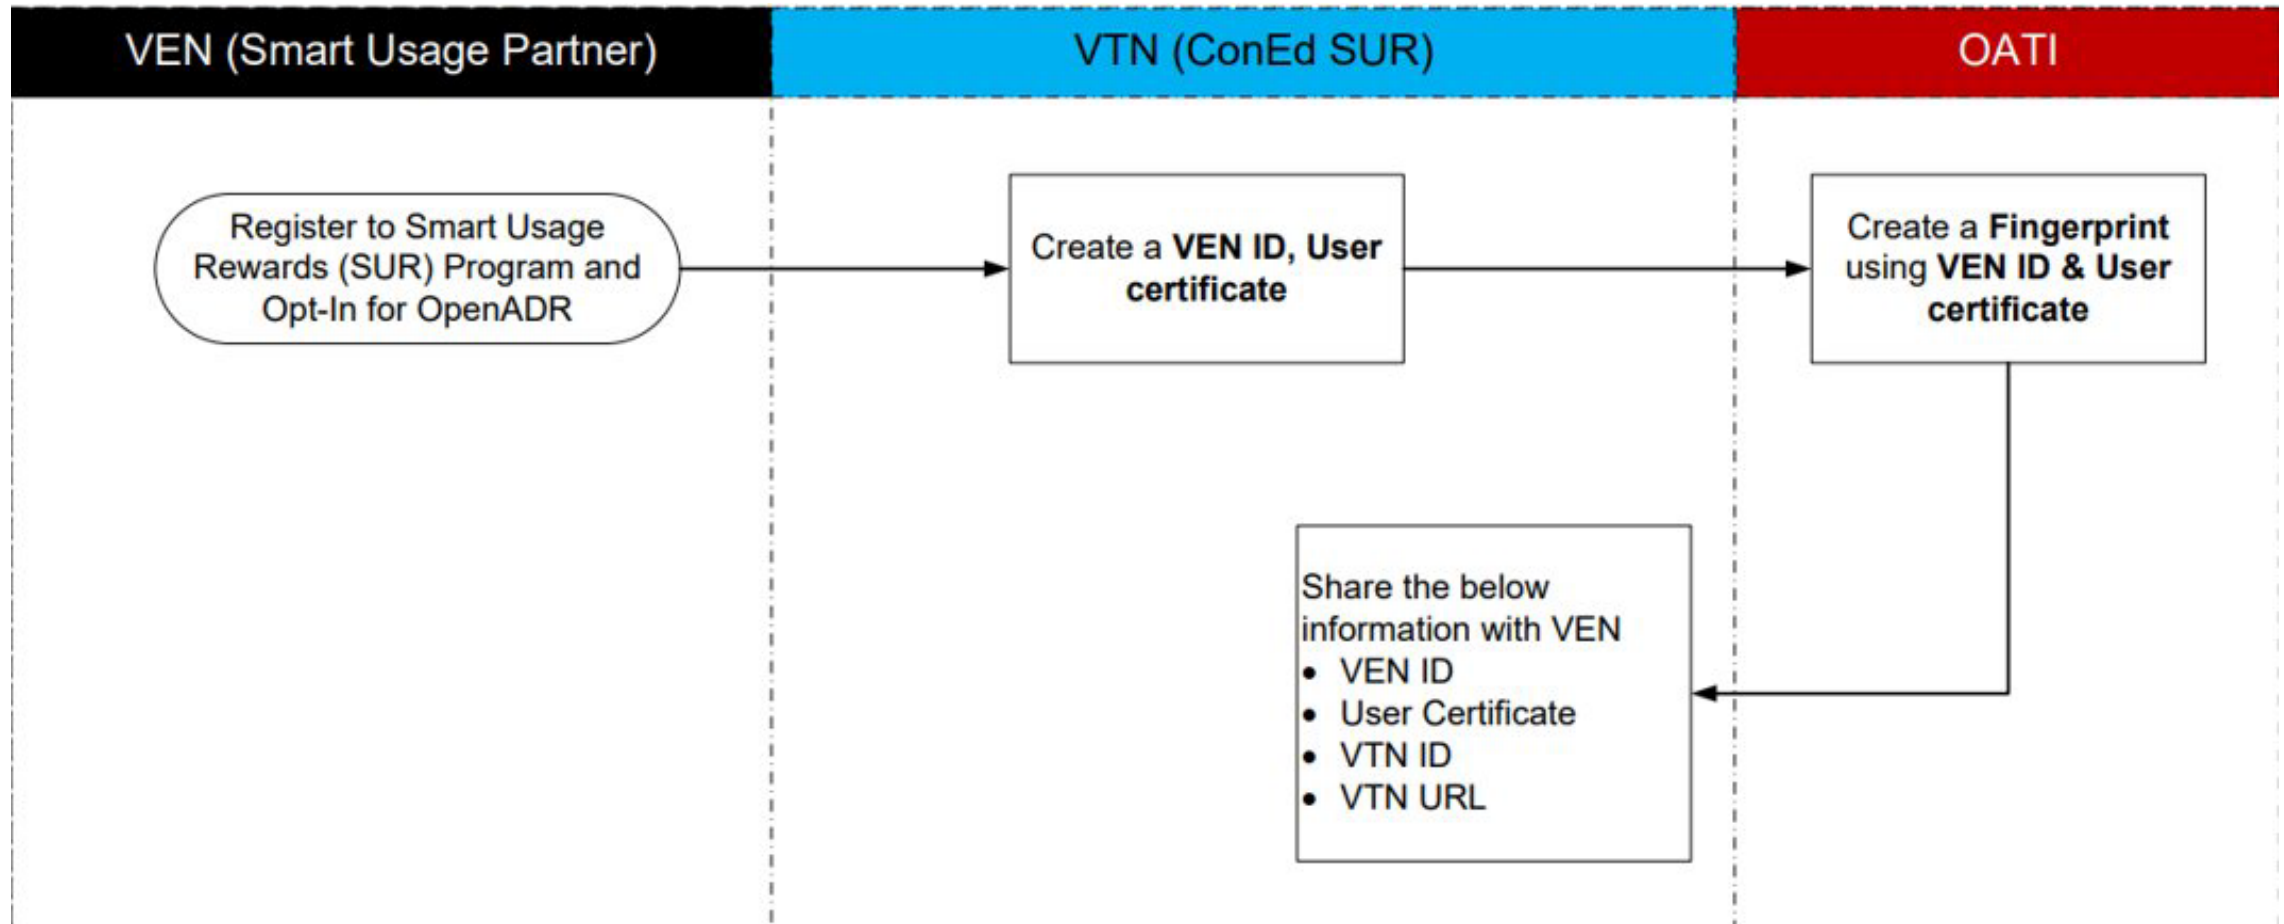 VEN (Smart Usage Partner)
VTN (ConEd SUR)
OATI
Register to Smart Usage
Rewards (SUR) Program and
Opt-In for OpenADR
Create a VEN ID, User
certificate
Create a Fingerprint
using VEN ID & User
certificate
Share the below
information with VEN
• VEN ID
• User Certificate
• VTN ID
• VTN URL